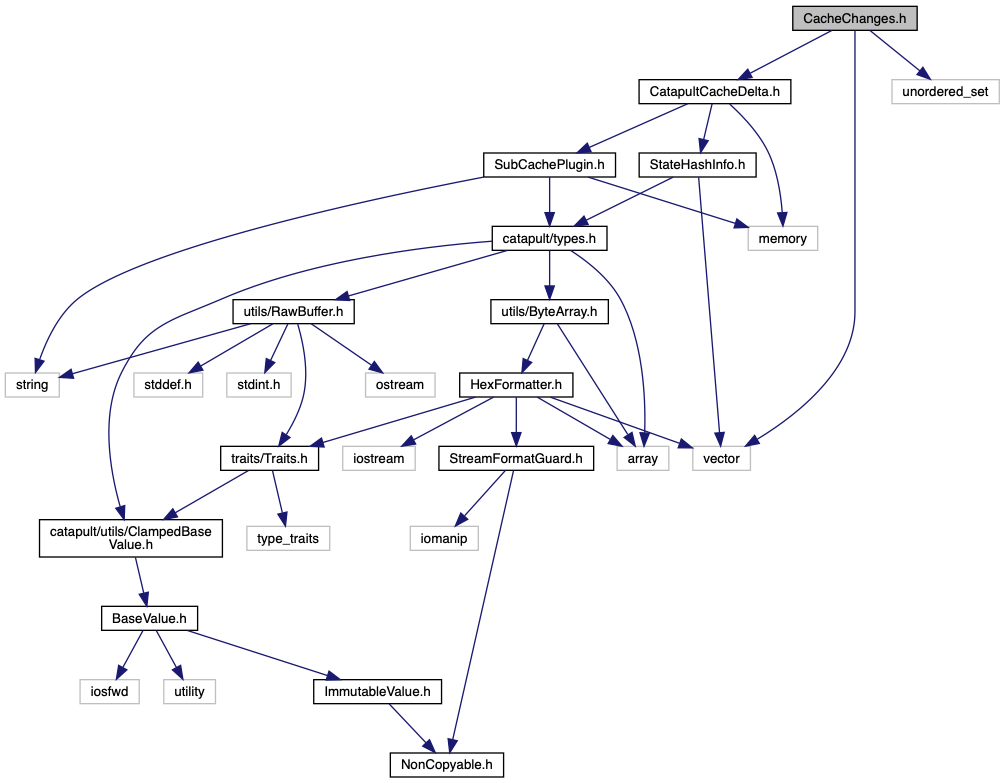 CacheChanges.h
CatapultCacheDelta.h
unordered_set
SubCachePlugin.h
StateHashInfo.h
catapult/types.h
memory
utils/RawBuffer.h
utils/ByteArray.h
string
stddef.h
stdint.h
ostream
HexFormatter.h
traits/Traits.h
iostream
StreamFormatGuard.h
array
vector
catapult/utils/ClampedBase
Value.h
type_traits
iomanip
BaseValue.h
iosfwd
utility
ImmutableValue.h
NonCopyable.h